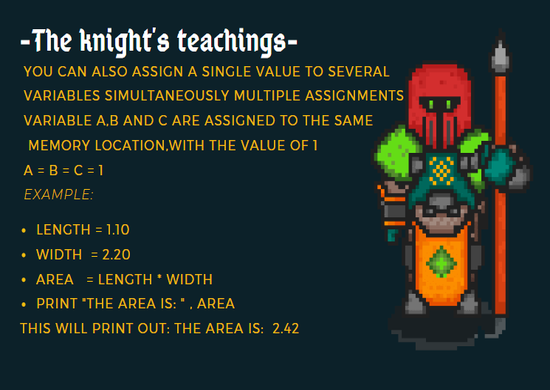 -The knight's teachings-
YOU CAN ALSO ASSIGN A SINGLE VALUE TO SEVERAL
VARIABLES SIMULTANEOUSLY MULTIPLE ASSIGNMENTS
VARIABLE A,B AND C ARE ASSIGNED TO THE SAME
MEMORY LOCATION,WITH THE VALUE OF 1
A = B = C = 1
EXAMPLE:
• LENGTH = 1.10
• WIDTH = 2.20
• AREA = LENGTH * WIDTH
• PRINT "THE AREA IS: " , AREA
THIS WILL PRINT OUT: THE AREA IS: 2.42